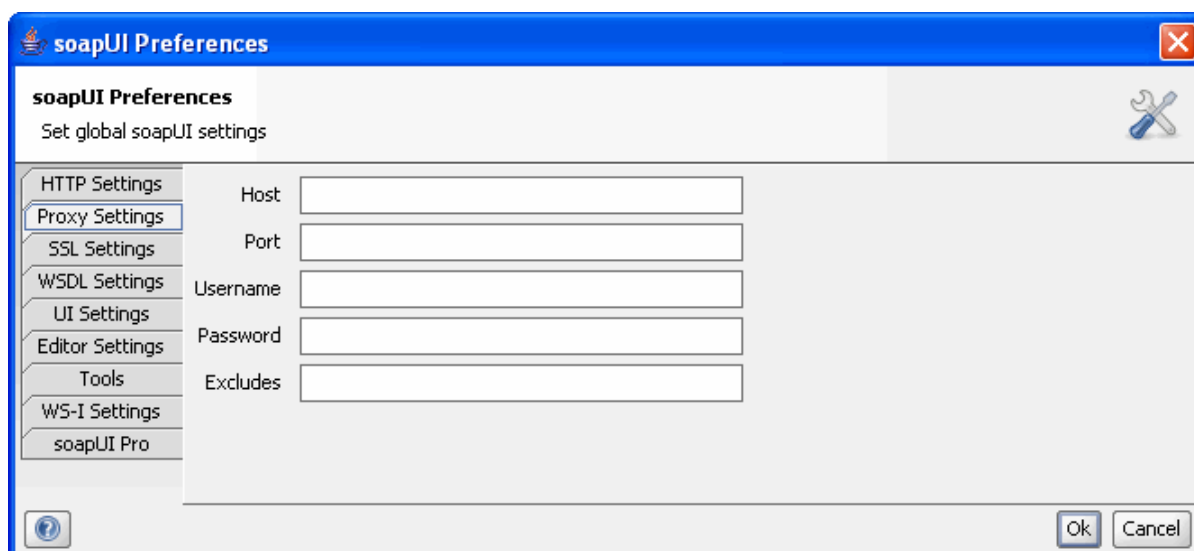 soapUI Preferences
soapUI Preferences
Set global soapUI settings
HTTP Settings
Proxy Settings
SSL Settings
WSDL Settings
UI Settings
Editor Settings
Tools
WS-I Settings
soapUI Pro
Host
Port
Username
Password
Excludes
?
Ok
Cancel